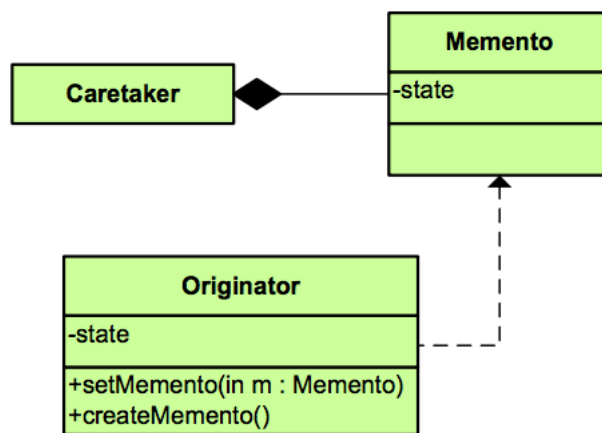 Memento
-state
Caretaker
Originator
-state
+setMemento(in m : Memento)
+createMemento()